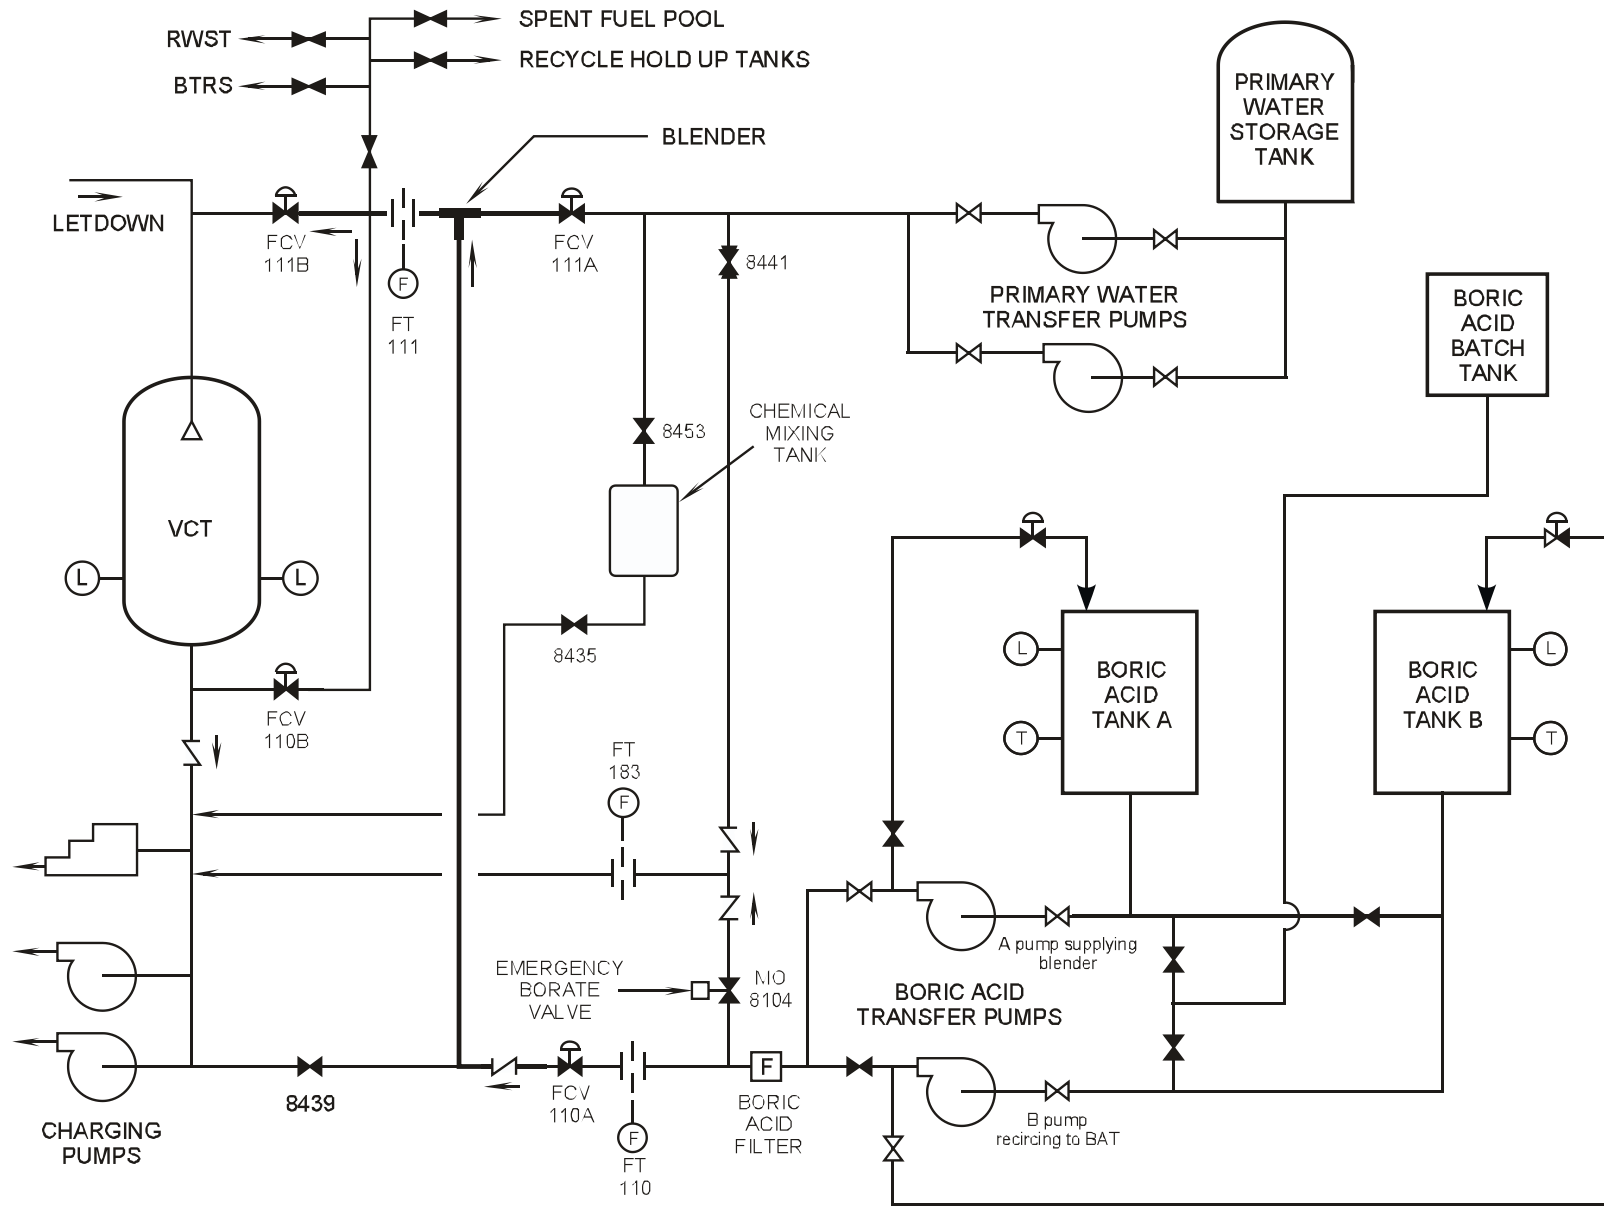 SPENT FUEL POOL
RWST
RECYCLE HOLD UP TANKS
BTRS
BLENDER
PRIMARY
WATER
STORAGE
TANK
LETDOWN
FCV
111B
F
FT
111
FCV
111A
8441
PRIMARY WATER
TRANSFER PUMPS
BORIC
ACID
BATCH
TANK
CHEMICAL
MIXING
TANK
8453
VCT
L
L
8435
L
BORIC
ACID
TANK A
T
BORIC
ACID
TANK B
L
T
FCV
110B
FT
183
F
A pump supplying
blender
EMERGENCY
BORATE
VALVE
MO
8104
BORIC ACID
TRANSFER PUMPS
8439
FCV
110A
F
FT
110
F
BORIC
ACID
FILTER
B pump
recircing to BAT
CHARGING
PUMPS